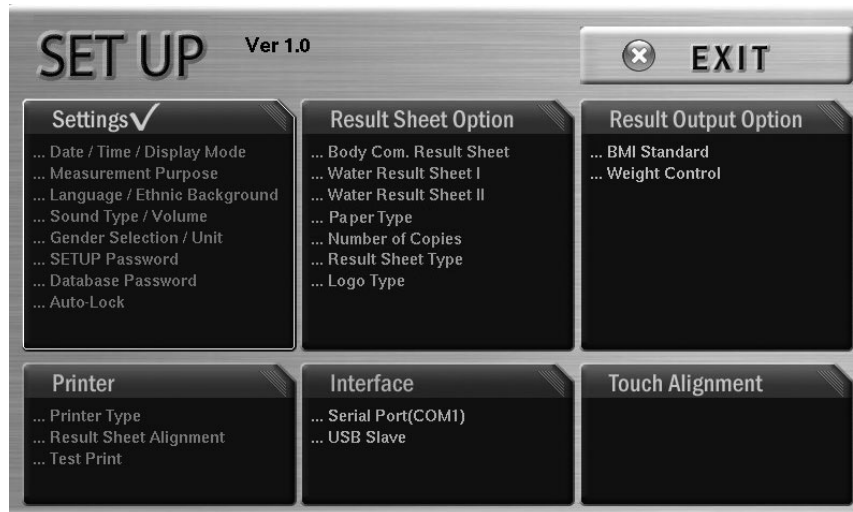 SET UP Ver 1.0
EXIT
Settings
... Date / Time / Display Mode
... Measurement Purpose
... Language / Ethnic Background
... Sound Type / Volume
... Gender Selection / Unit
... SETUP Password
... Database Password
... Auto-Lock
Result Sheet Option
... Body Com. Result Sheet
... Water Result Sheet I
... Water Result Sheet II
... Paper Type
... Number of Copies
... Result Sheet Type
... Logo Type
Result Output Option
... BMI Standard
... Weight Control
Printer
... Printer Type
... Result Sheet Alignment
... Test Print
Interface
... Serial Port(COM1)
... USB Slave
Touch Alignment